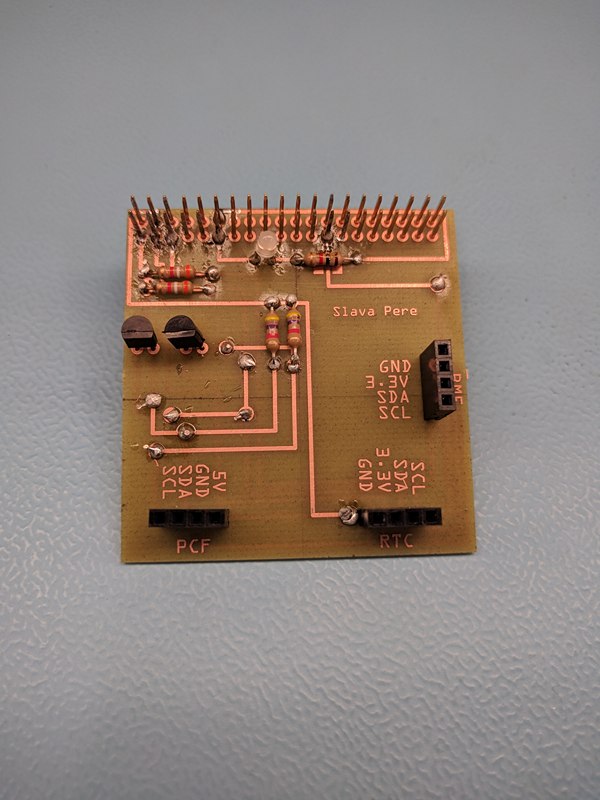 Slava Pere
GND
3.3V
SDA
SCL
5V
GND
SDA
SCL
SCL
SDA
3.3V
GND
PCF
RTC